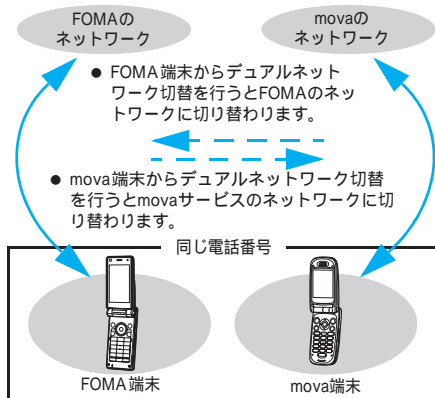 FOMAの
ネットワーク
movaの
ネットワーク
● FOMA端末からデュアルネット
ワーク切替を行うとFOMAのネッ
トワークに切り替わります。
● mova端末からデュアルネットワーク切替
を行うとmovaサービスのネットワークに切
り替わります。
同じ電話番号
FOMA端末
mova端末